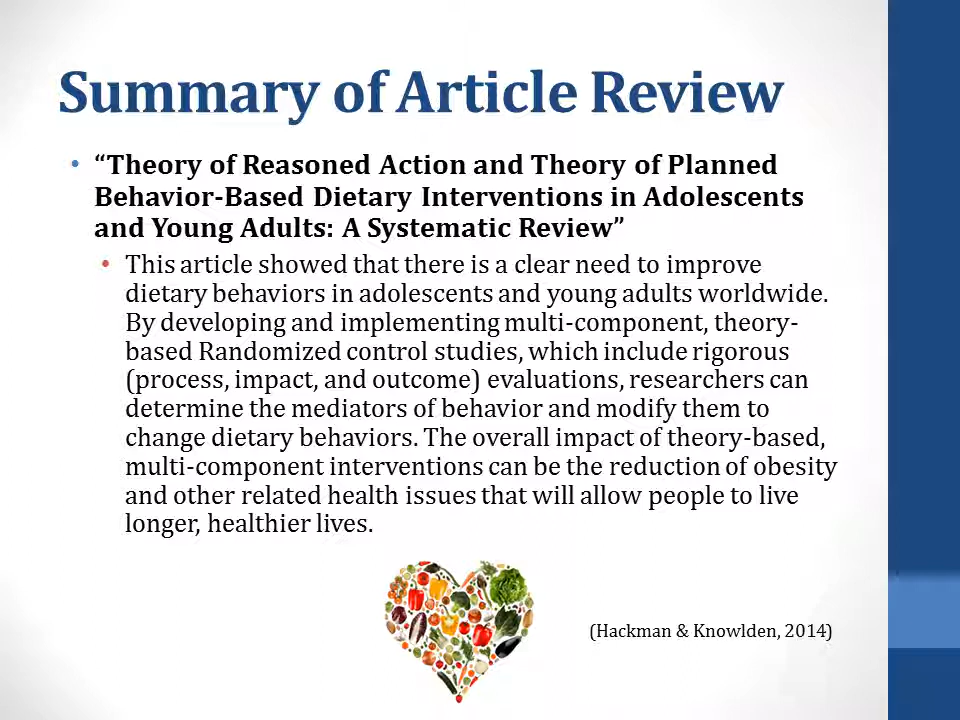 Summary of Article Review
• “Theory of Reasoned Action and Theory of Planned
Behavior-Based Dietary Interventions in Adolescents
and Young Adults: A Systematic Review”
• This article showed that there is a clear need to improve
dietary behaviors in adolescents and young adults worldwide.
By developing and implementing multi-component, theory-
based Randomized control studies, which include rigorous
(process, impact, and outcome) evaluations, researchers can
determine the mediators of behavior and modify them to
change dietary behaviors. The overall impact of theory-based,
multi-component interventions can be the reduction of obesity
and other related health issues that will allow people to live
longer, healthier lives.
(Hackman & Knowlden, 2014)